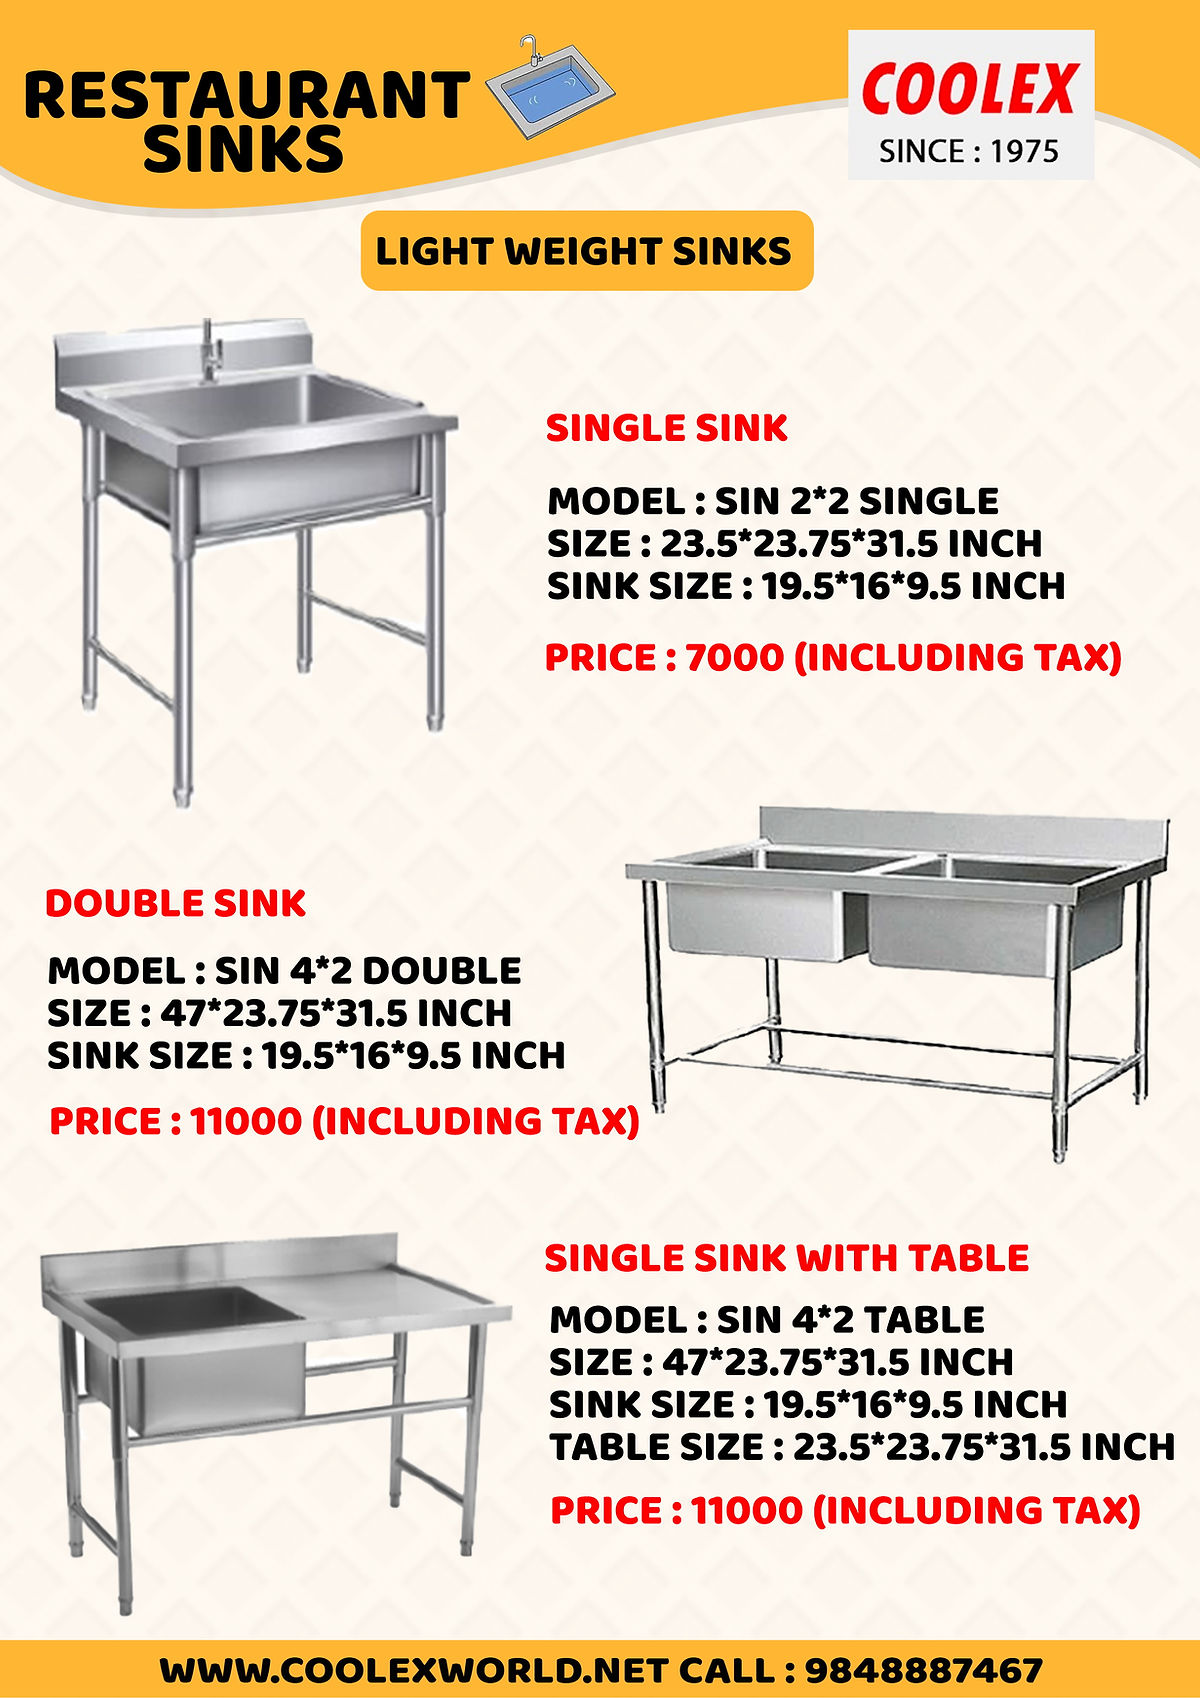 RESTAURANT
SINKS
COOLEX
SINCE : 1975
LIGHT WEIGHT SINKS
SINGLE SINK
MODEL : SIN 2*2 SINGLE
SIZE : 23.5*23.75*31.5 INCH
SINK SIZE : 19.5*16*9.5 INCH
PRICE : 7000 (INCLUDING TAX)
DOUBLE SINK
MODEL : SIN 4*2 DOUBLE
SIZE : 47*23.75*31.5 INCH
SINK SIZE : 19.5*16*9.5 INCH
PRICE : 11000 (INCLUDING TAX)
SINGLE SINK WITH TABLE
MODEL : SIN 4*2 TABLE
SIZE : 47*23.75*31.5 INCH
SINK SIZE : 19.5*16*9.5 INCH
TABLE SIZE : 23.5*23.75*31.5 INCH
PRICE : 11000 (INCLUDING TAX)
WWW.COOLEXWORLD.NET CALL : 9848887467